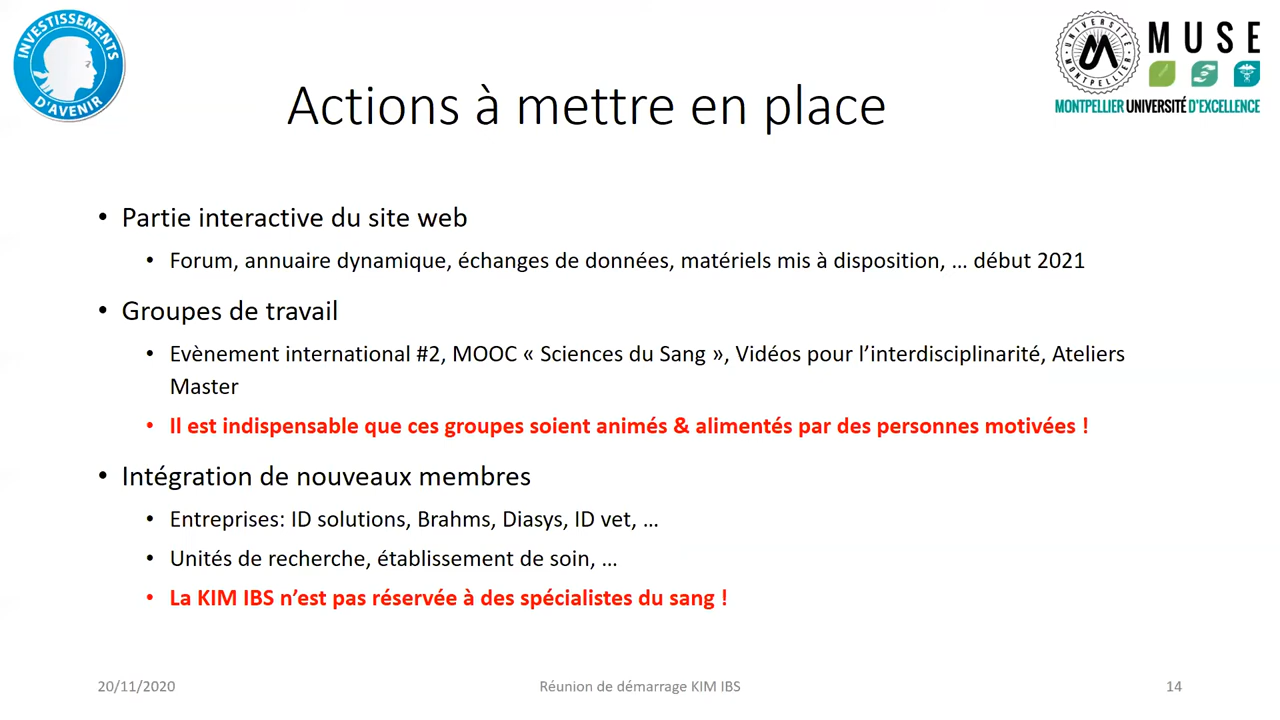 INVESTISSEMENTS
D'AVENIR
UNIVERSITÉ
MONTPELLIER
MUSE
MONTPELLIER UNIVERSITÉ D'EXCELLENCE
Actions à mettre en place
• Partie interactive du site web
• Forum, annuaire dynamique, échanges de données, matériels mis à disposition, … début 2021
• Groupes de travail
• Evènement international #2, MOOC « Sciences du Sang », Vidéos pour l’interdisciplinarité, Ateliers
Master
• Il est indispensable que ces groupes soient animés & alimentés par des personnes motivées !
• Intégration de nouveaux membres
• Entreprises: ID solutions, Brahms, Diasys, ID vet, …
• Unités de recherche, établissement de soin, …
• La KIM IBS n’est pas réservée à des spécialistes du sang !
20/11/2020
Réunion de démarrage KIM IBS
14